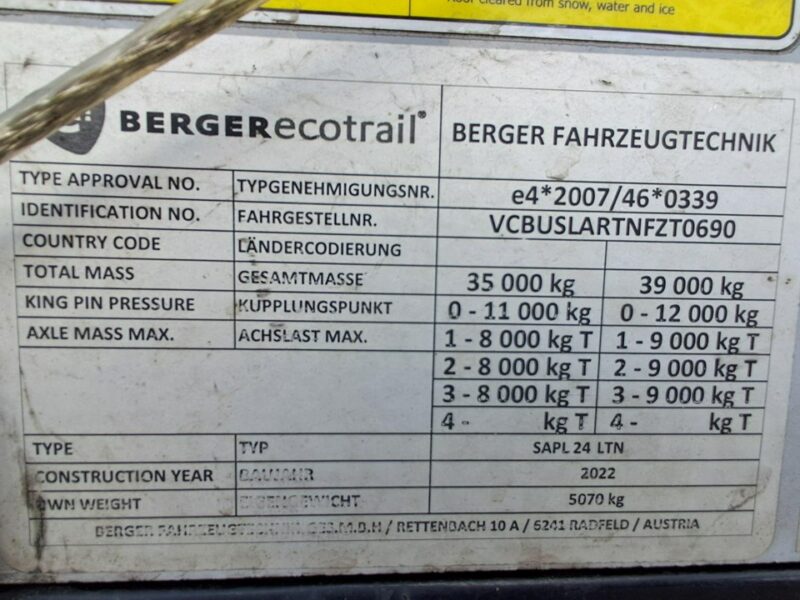 Roof cleared from snow, water and ice
BERGERecotrail® BERGER FAHRZEUGTECHNIK
TYPE APPROVAL NO. TYPGENEHMIGUNGSNR. e4*2007/46*0339
IDENTIFICATION NO. FAHRGESTELLNR. VCBUSLARTNFZT0690
COUNTRY CODE LÄNDERCODIERUNG
TOTAL MASS GESAMTMASSE 35 000 kg 39 000 kg
KING PIN PRESSURE KUPPLUNGSPUNKT 0 - 11 000 kg 0 - 12 000 kg
AXLE MASS MAX. ACHSLAST MAX. 1 - 8 000 kg T 1 - 9 000 kg T
2 - 8 000 kg T 2 - 9 000 kg T
3 - 8 000 kg T 3 - 9 000 kg T
4 - kg T 4 - kg T
TYPE TYP SAPL 24 LTN
CONSTRUCTION YEAR BAUJAHR 2022
OWN WEIGHT EIGENGEWICHT 5070 kg
BERGER FAHRZEUGTECHNIK GES.M.B.H / RETTENBACH 10 A / 6241 RADFELD / AUSTRIA